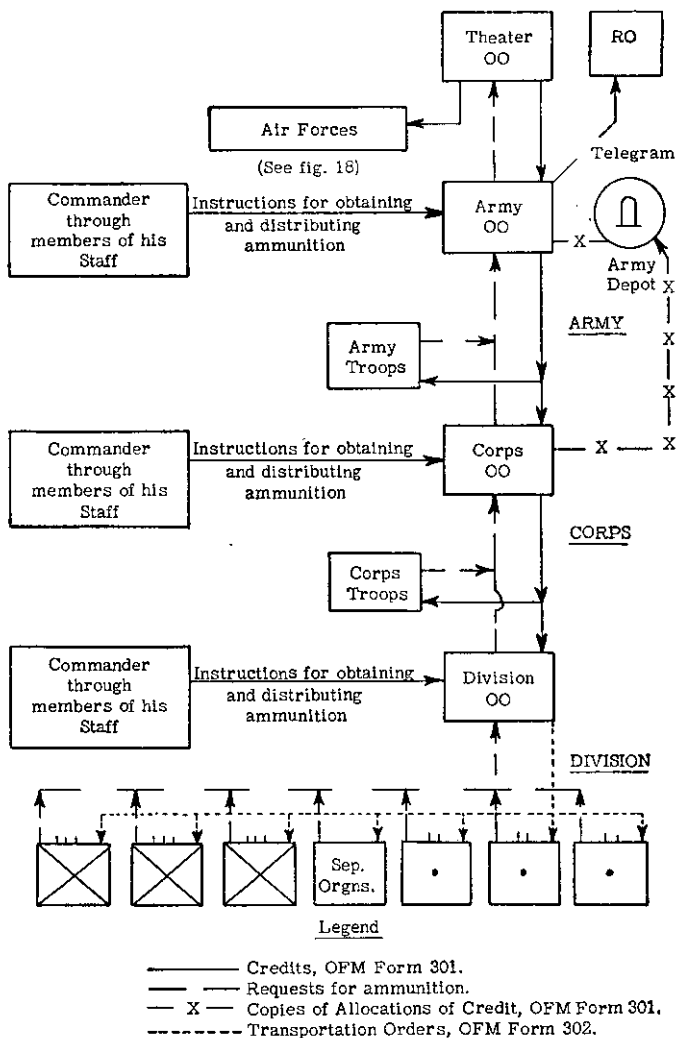 Theater
OO
RO
Air Forces
(See fig. 18)
Telegram
Commander
through
members of his
Staff
Instructions for obtaining
and distributing
ammunition
Army
OO
Army
Depot
X
X
X
X
X
X
ARMY
Army
Troops
Commander
through
members of his
Staff
Instructions for obtaining
and distributing
ammunition
Corps
OO
X
X
CORPS
Corps
Troops
Commander
through
members of his
Staff
Instructions for obtaining
and distributing
ammunition
Division
OO
DIVISION
Sep.
Orgns.
Legend
Credits, OFM Form 301.
Requests for ammunition.
X Copies of Allocations of Credit, OFM Form 301.
Transportation Orders, OFM Form 302.